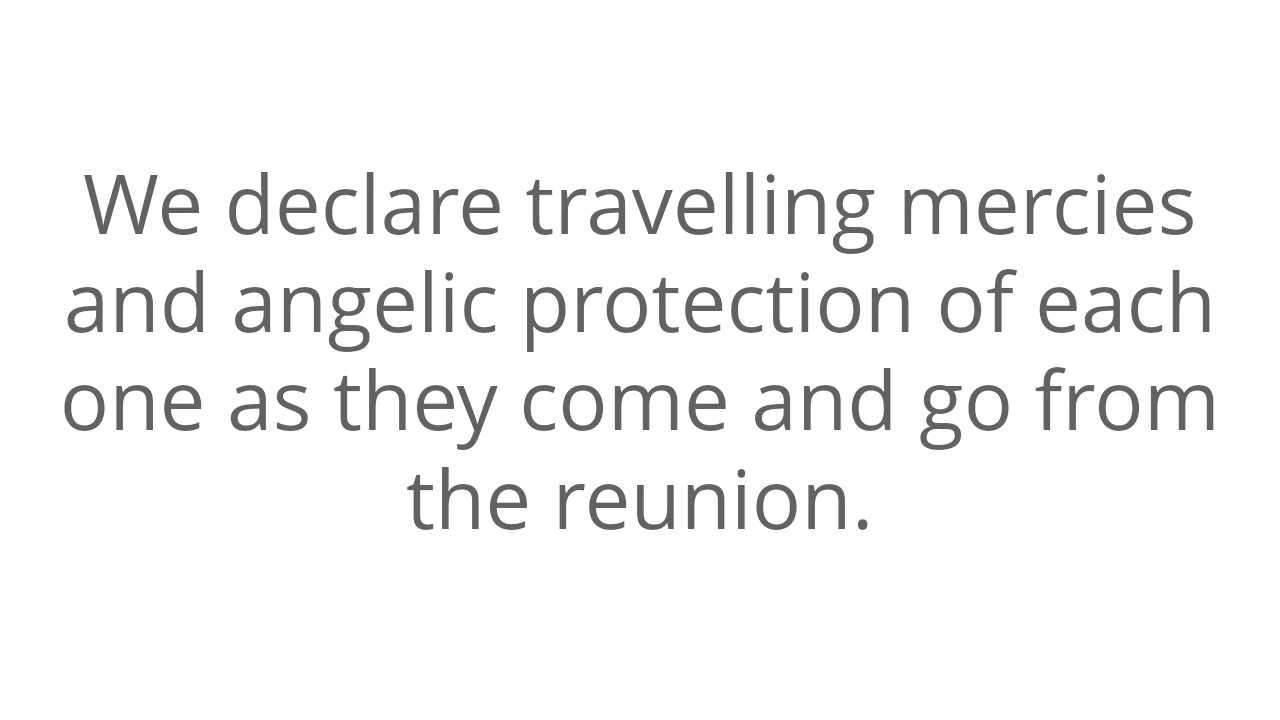 We declare travelling mercies
and angelic protection of each
one as they come and go from
the reunion.